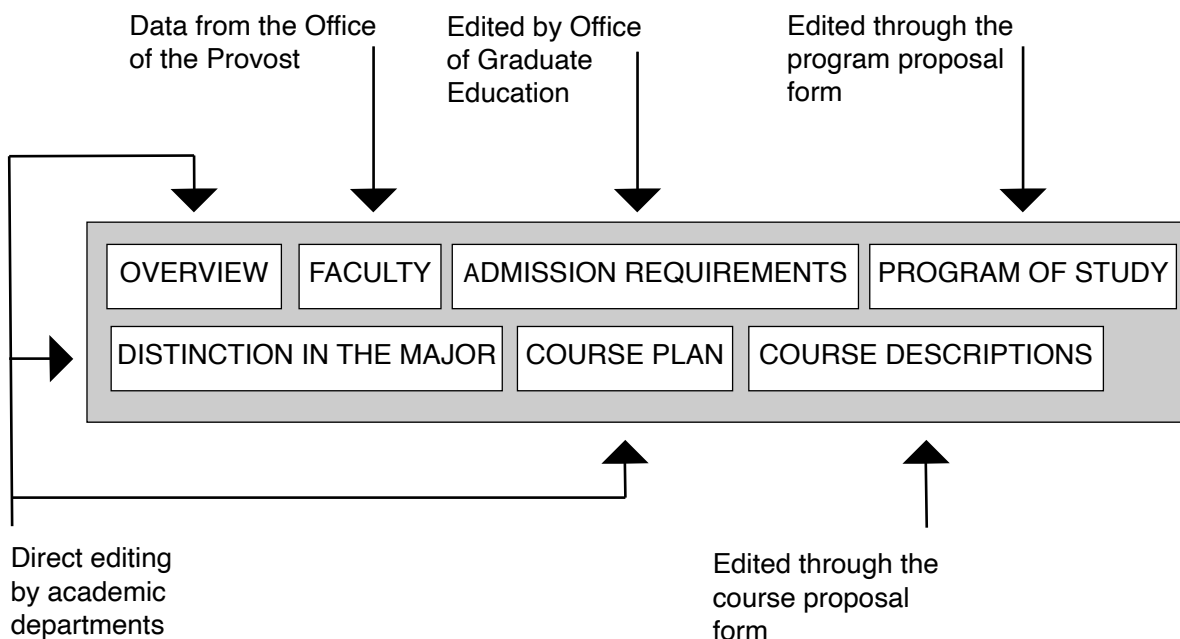 Data from the Office
of the Provost
Edited by Office
of Graduate
Education
Edited through the
program proposal
form
OVERVIEW
FACULTY
ADMISSION REQUIREMENTS
PROGRAM OF STUDY
DISTINCTION IN THE MAJOR
COURSE PLAN
COURSE DESCRIPTIONS
Direct editing
by academic
departments
Edited through the
course proposal
form